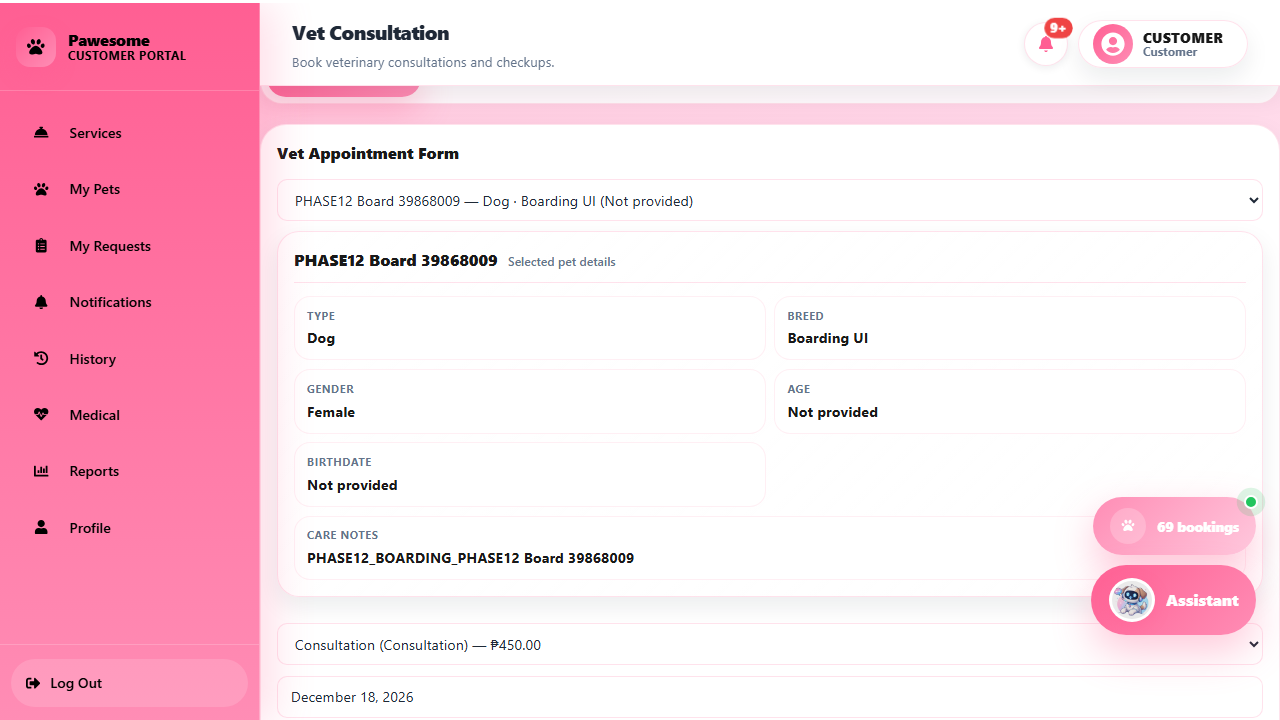 Pawesome
CUSTOMER PORTAL
Services
My Pets
My Requests
Notifications
History
Medical
Reports
Profile
Log Out
Vet Consultation
Book veterinary consultations and checkups.
9+
CUSTOMER
Customer
Vet Appointment Form
PHASE12 Board 39868009 — Dog · Boarding UI (Not provided)
PHASE12 Board 39868009 Selected pet details
TYPE
Dog
BREED
Boarding UI
GENDER
Female
AGE
Not provided
BIRTHDATE
Not provided
CARE NOTES
PHASE12_BOARDING_PHASE12 Board 39868009
69 bookings
Assistant
Consultation (Consultation) — ₱450.00
December 18, 2026